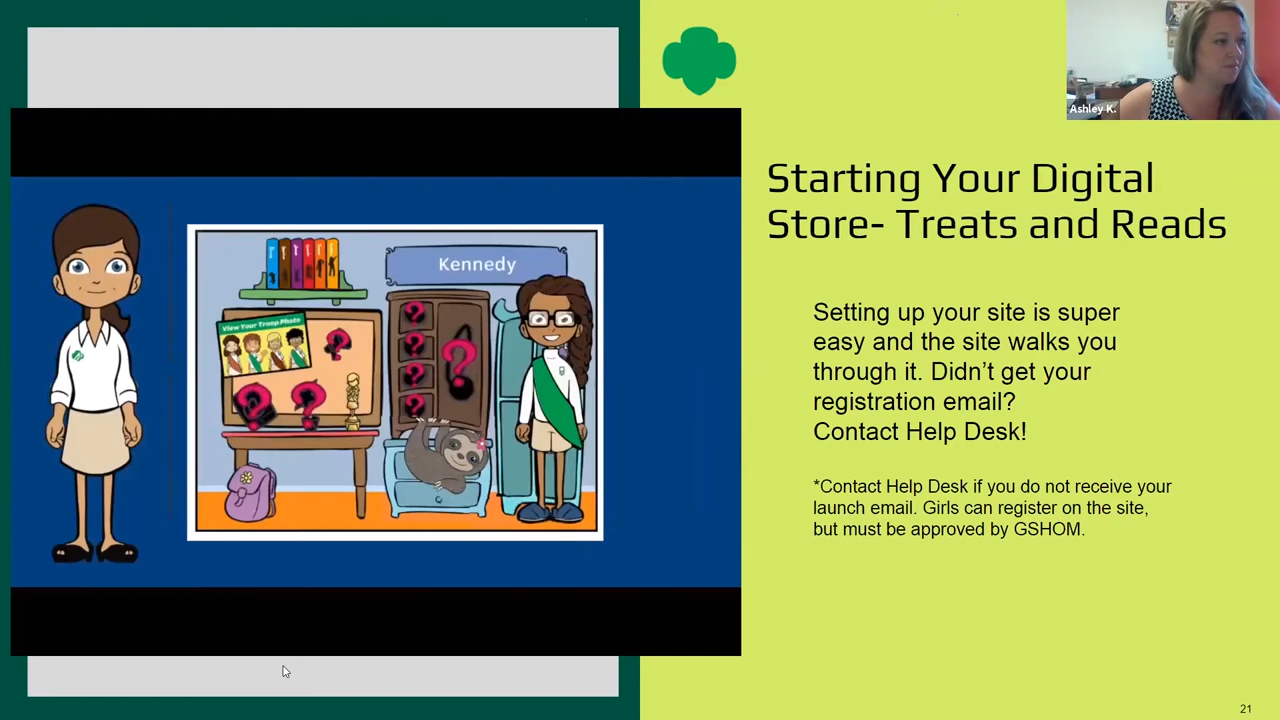 Ashley K.
Starting Your Digital
Store- Treats and Reads
Kennedy
View Your Troop Photo
Setting up your site is super
easy and the site walks you
through it. Didn’t get your
registration email?
Contact Help Desk!
*Contact Help Desk if you do not receive your
launch email. Girls can register on the site,
but must be approved by GSHOM.
21